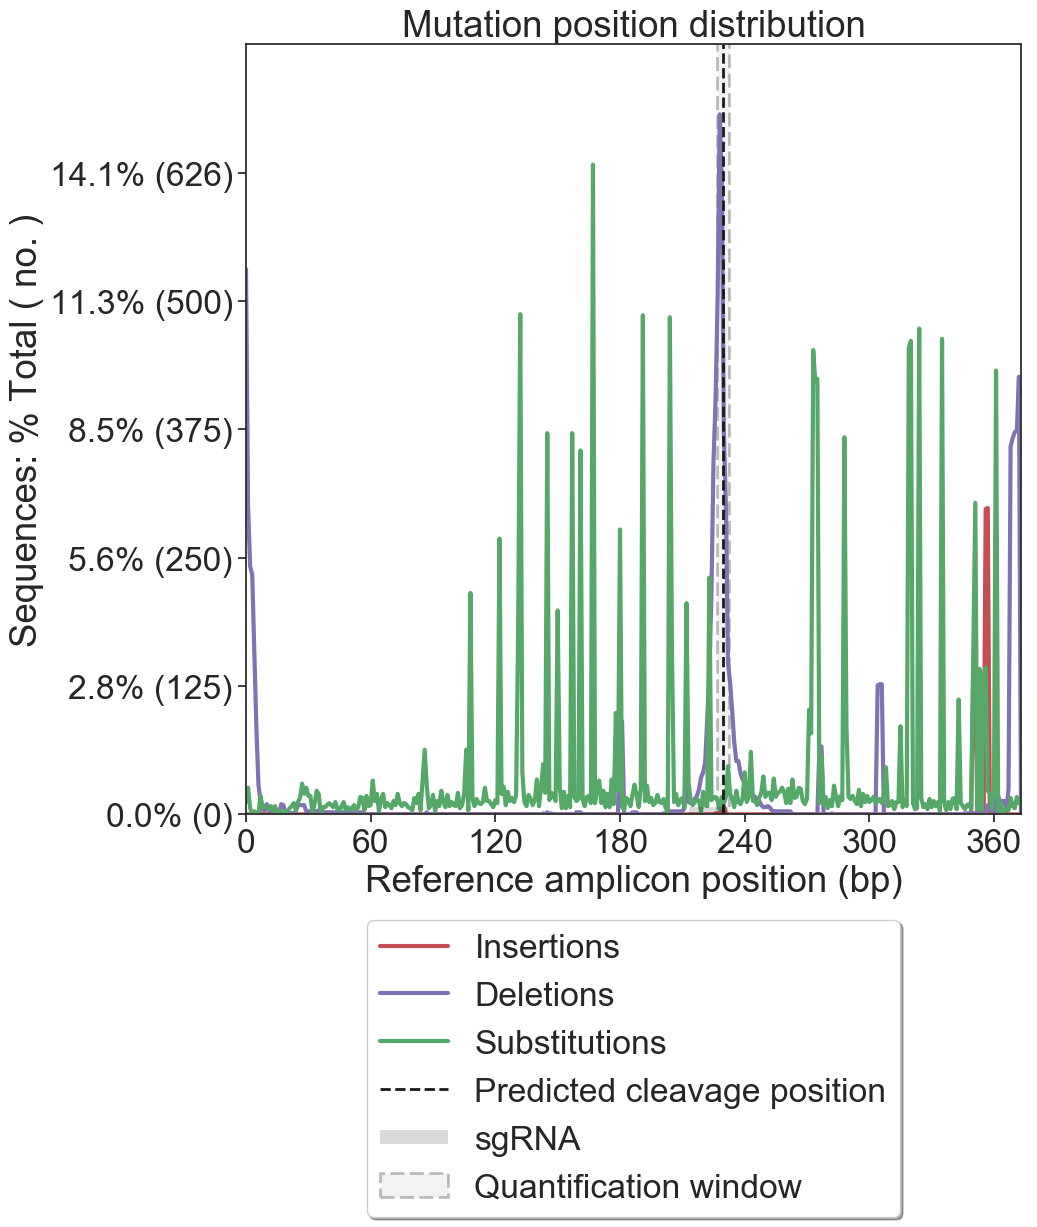 Mutation position distribution
Sequences: % Total ( no. )
14.1% (626)
11.3% (500)
8.5% (375)
5.6% (250)
2.8% (125)
0.0% (0)
0 60 120 180 240 300 360
Reference amplicon position (bp)
Insertions
Deletions
Substitutions
Predicted cleavage position
sgRNA
Quantification window